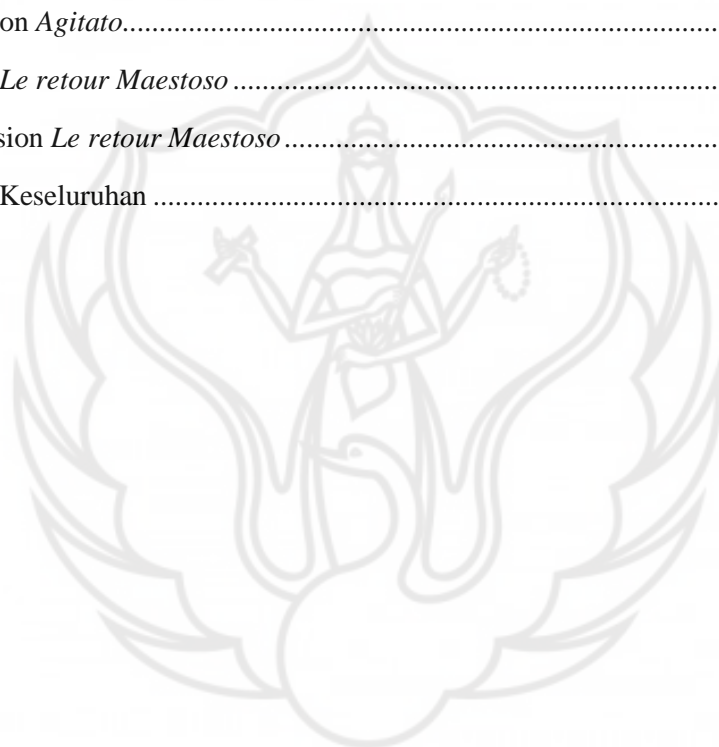 on Agitato................................................................................
Le retour Maestoso................................................................
sion Le retour Maestoso......................................................
Keseluruhan...........................................................................